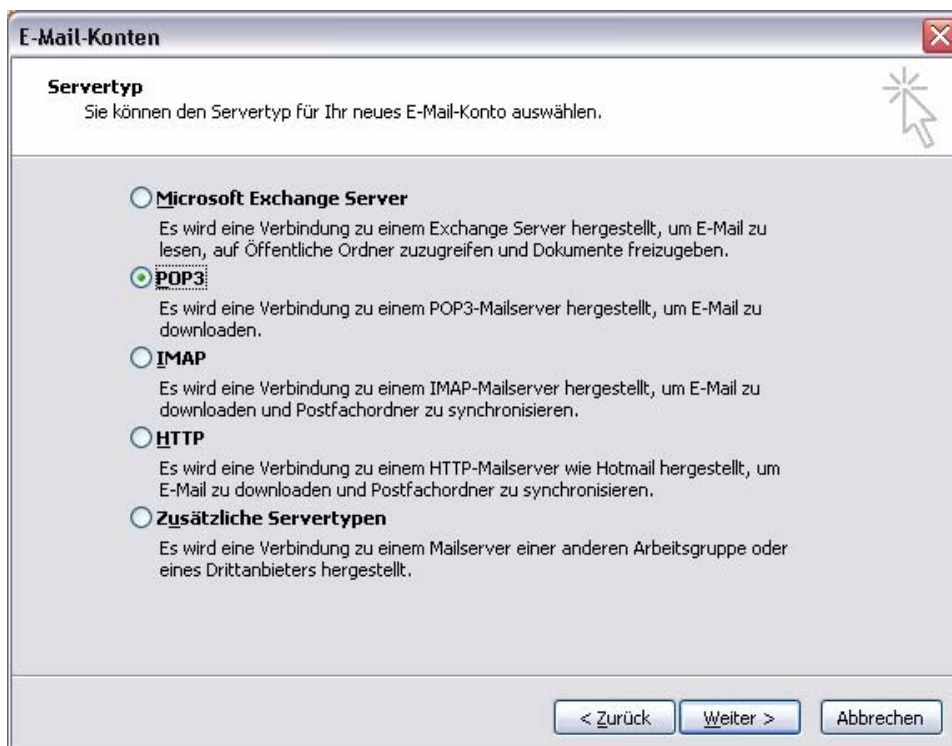 E-Mail-Konten
Servertyp
Sie können den Servertyp für Ihr neues E-Mail-Konto auswählen.
Microsoft Exchange Server
Es wird eine Verbindung zu einem Exchange Server hergestellt, um E-Mail zu
lesen, auf Öffentliche Ordner zuzugreifen und Dokumente freizugeben.
POP3
Es wird eine Verbindung zu einem POP3-Mailserver hergestellt, um E-Mail zu
downloaden.
IMAP
Es wird eine Verbindung zu einem IMAP-Mailserver hergestellt, um E-Mail zu
downloaden und Postfachordner zu synchronisieren.
HTTP
Es wird eine Verbindung zu einem HTTP-Mailserver wie Hotmail hergestellt, um
E-Mail zu downloaden und Postfachordner zu synchronisieren.
Zusätzliche Servertypen
Es wird eine Verbindung zu einem Mailserver einer anderen Arbeitsgruppe oder
eines Drittanbieters hergestellt.
< Zurück Weiter > Abbrechen